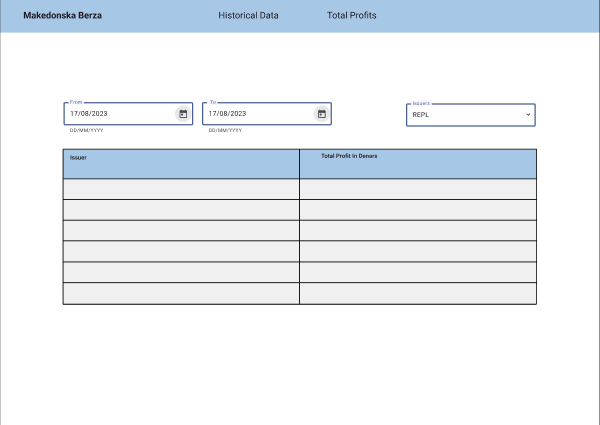 Makedonska Berza Historical Data Total Profits
From To Issuers
17/08/2023 17/08/2023 REPL
DD/MM/YYYY DD/MM/YYYY
Issuer Total Profit In Denars